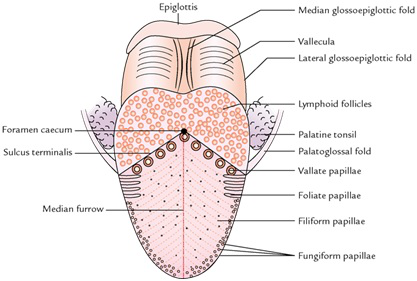 Epiglottis
Median glossoepiglottic fold
Vallecula
Lateral glossoepiglottic fold
Lymphoid follicles
Foramen caecum
Palatine tonsil
Sulcus terminalis
Palatoglossal fold
Vallate papillae
Foliate papillae
Median furrow
Filiform papillae
Fungiform papillae